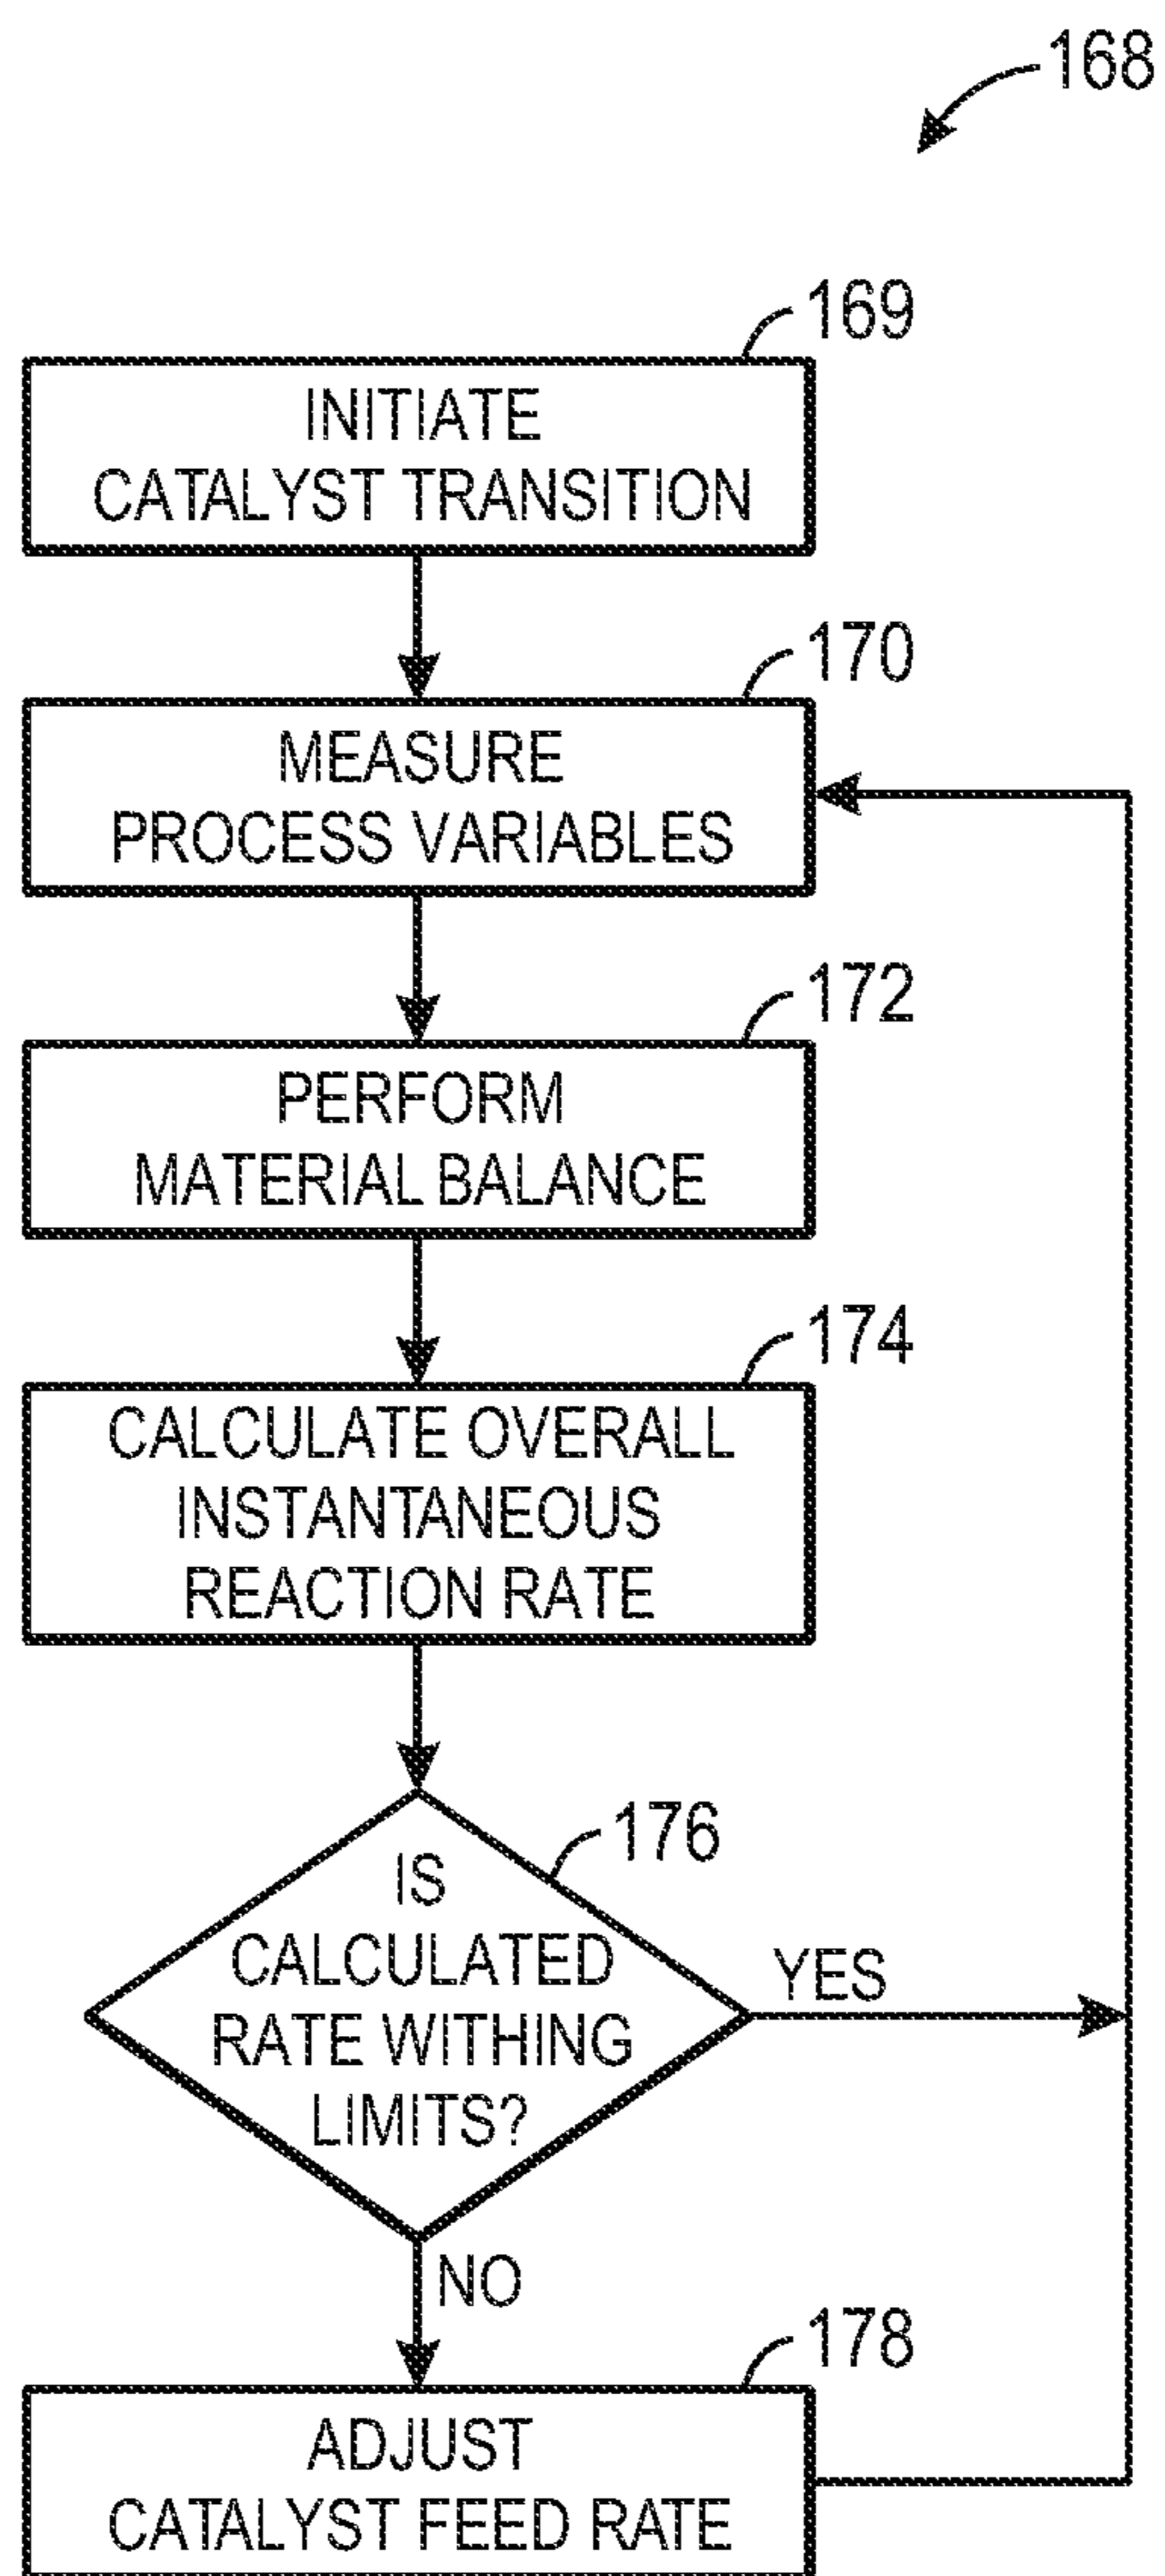 168
169
INITIATE
CATALYST TRANSITION
170
MEASURE
PROCESS VARIABLES
172
PERFORM
MATERIAL BALANCE
174
CALCULATE OVERALL
INSTANTANEOUS
REACTION RATE
176
IS
CALCULATED
RATE WITHING
LIMITS?
YES
NO
178
ADJUST
CATALYST FEED RATE